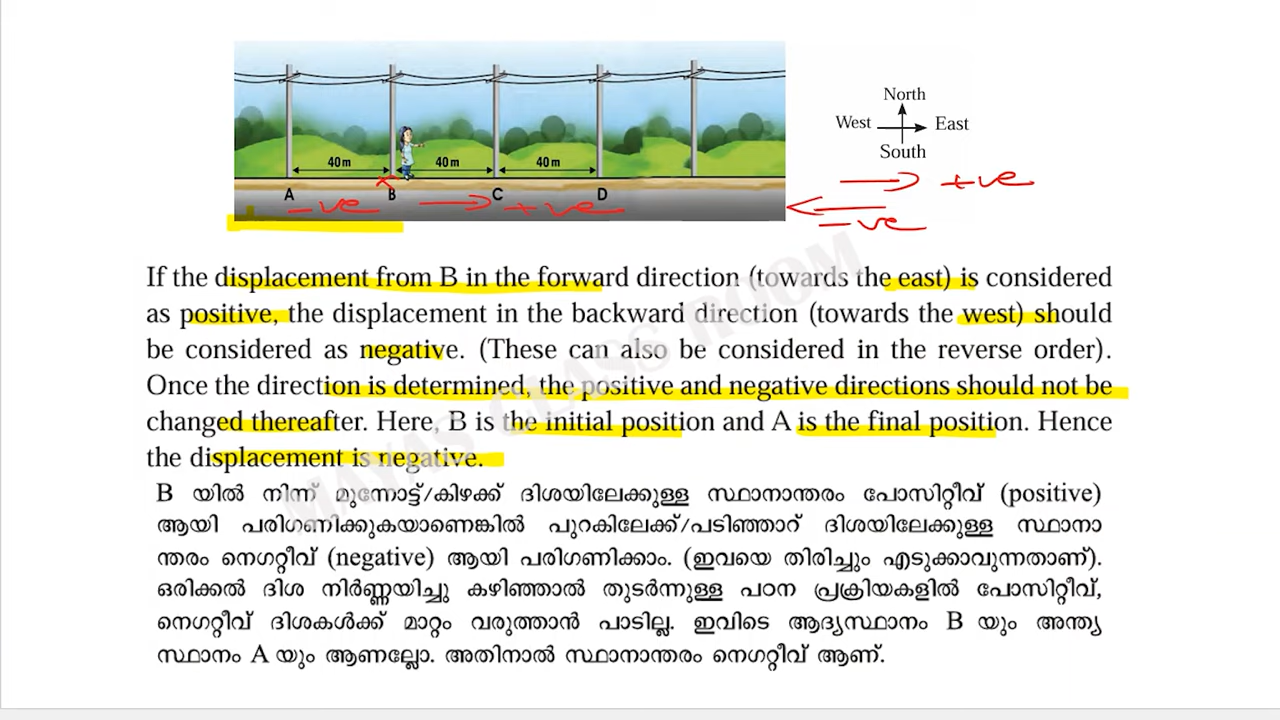 North
West East
South
40m 40m 40m
A B C D
-ve +ve
+ve
-ve
If the displacement from B in the forward direction (towards the east) is considered
as positive, the displacement in the backward direction (towards the west) should
be considered as negative. (These can also be considered in the reverse order).
Once the direction is determined, the positive and negative directions should not be
changed thereafter. Here, B is the initial position and A is the final position. Hence
the displacement is negative.
MAYAS CLASS ROOM
B യിൽ നിന്ന് മുന്നോട്ട്/കിഴക്ക് ദിശയിലേക്കുള്ള സ്ഥാനാന്തരം പോസിറ്റീവ് (positive)
ആയി പരിഗണിക്കുകയാണെങ്കിൽ പുറകിലേക്ക്/പടിഞ്ഞാറ് ദിശയിലേക്കുള്ള സ്ഥാനാ
ന്തരം നെഗറ്റീവ് (negative) ആയി പരിഗണിക്കാം. (ഇവയെ തിരിച്ചും എടുക്കാവുന്നതാണ്).
ഒരിക്കൽ ദിശ നിർണ്ണയിച്ചു കഴിഞ്ഞാൽ തുടർന്നുള്ള പഠന പ്രക്രിയകളിൽ പോസിറ്റീവ്,
നെഗറ്റീവ് ദിശകൾക്ക് മാറ്റം വരുത്താൻ പാടില്ല. ഇവിടെ ആദ്യസ്ഥാനം B യും അന്ത്യ
സ്ഥാനം A യും ആണല്ലോ. അതിനാൽ സ്ഥാനാന്തരം നെഗറ്റീവ് ആണ്.